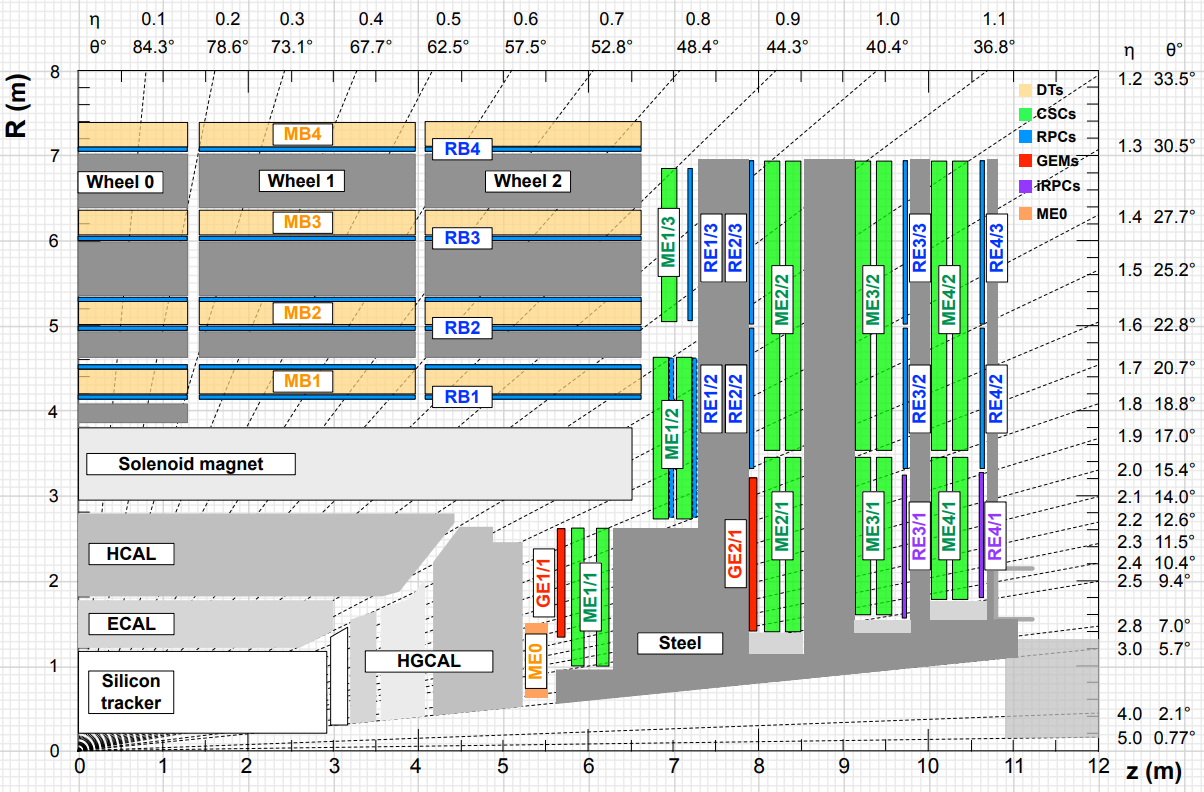 η 0.1 0.2 0.3 0.4 0.5 0.6 0.7 0.8 0.9 1.0 1.1
θ° 84.3° 78.6° 73.1° 67.7° 62.5° 57.5° 52.8° 48.4° 44.3° 40.4° 36.8° η θ°
R (m)
8
7
6
5
4
3
2
1
0
1.2 33.5°
1.3 30.5°
1.4 27.7°
1.5 25.2°
1.6 22.8°
1.7 20.7°
1.8 18.8°
1.9 17.0°
2.0 15.4°
2.1 14.0°
2.2 12.6°
2.3 11.5°
2.4 10.4°
2.5 9.4°
2.8 7.0°
3.0 5.7°
4.0 2.1°
5.0 0.77°
DTs
CSCs
RPCs
GEMs
iRPCs
ME0
MB4
RB4
Wheel 0 Wheel 1 Wheel 2
MB3
RB3
MB2
RB2
MB1
RB1
Solenoid magnet
HCAL
ECAL
HGCAL
Silicon
tracker
Steel
ME1/3
RE1/3
RE2/3
ME2/2
ME3/2
RE3/3
ME4/2
RE4/3
ME1/2
RE1/2
RE2/2
RE3/2
RE4/2
GE1/1
ME1/1
ME0
GE2/1
ME2/1
ME3/1
RE3/1
ME4/1
RE4/1
0 1 2 3 4 5 6 7 8 9 10 11 12 z (m)